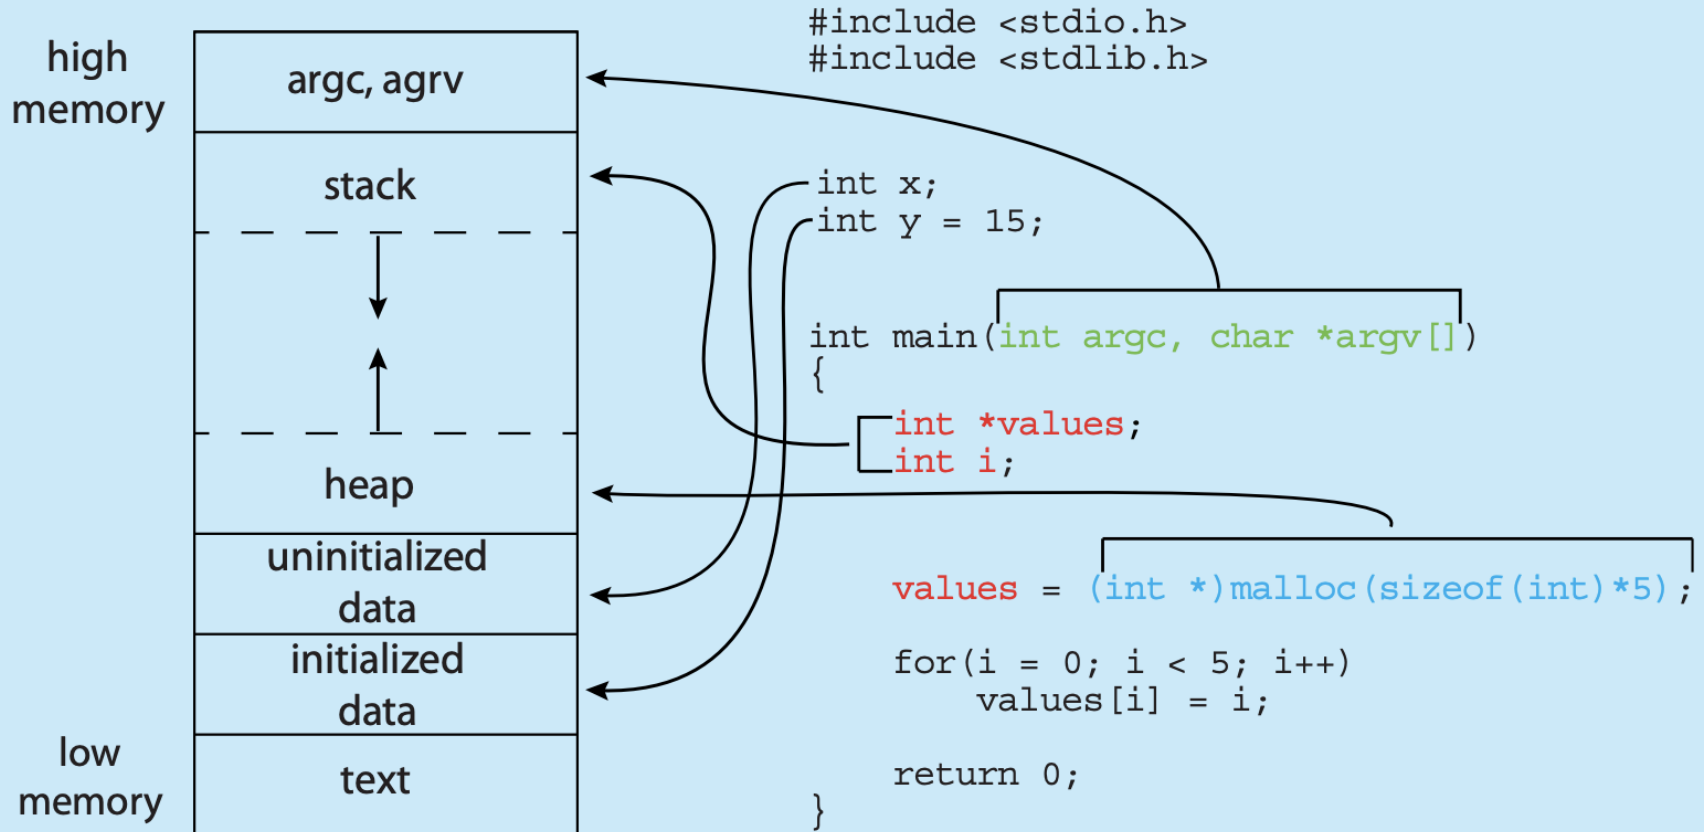 high
memory
argc, agrv
stack
heap
uninitialized
data
initialized
data
low
memory
text
#include <stdio.h>
#include <stdlib.h>
int x;
int y = 15;
int main(int argc, char *argv[])
{
int *values;
int i;
values = (int *)malloc(sizeof(int)*5);
for(i = 0; i < 5; i++)
values[i] = i;
return 0;
}